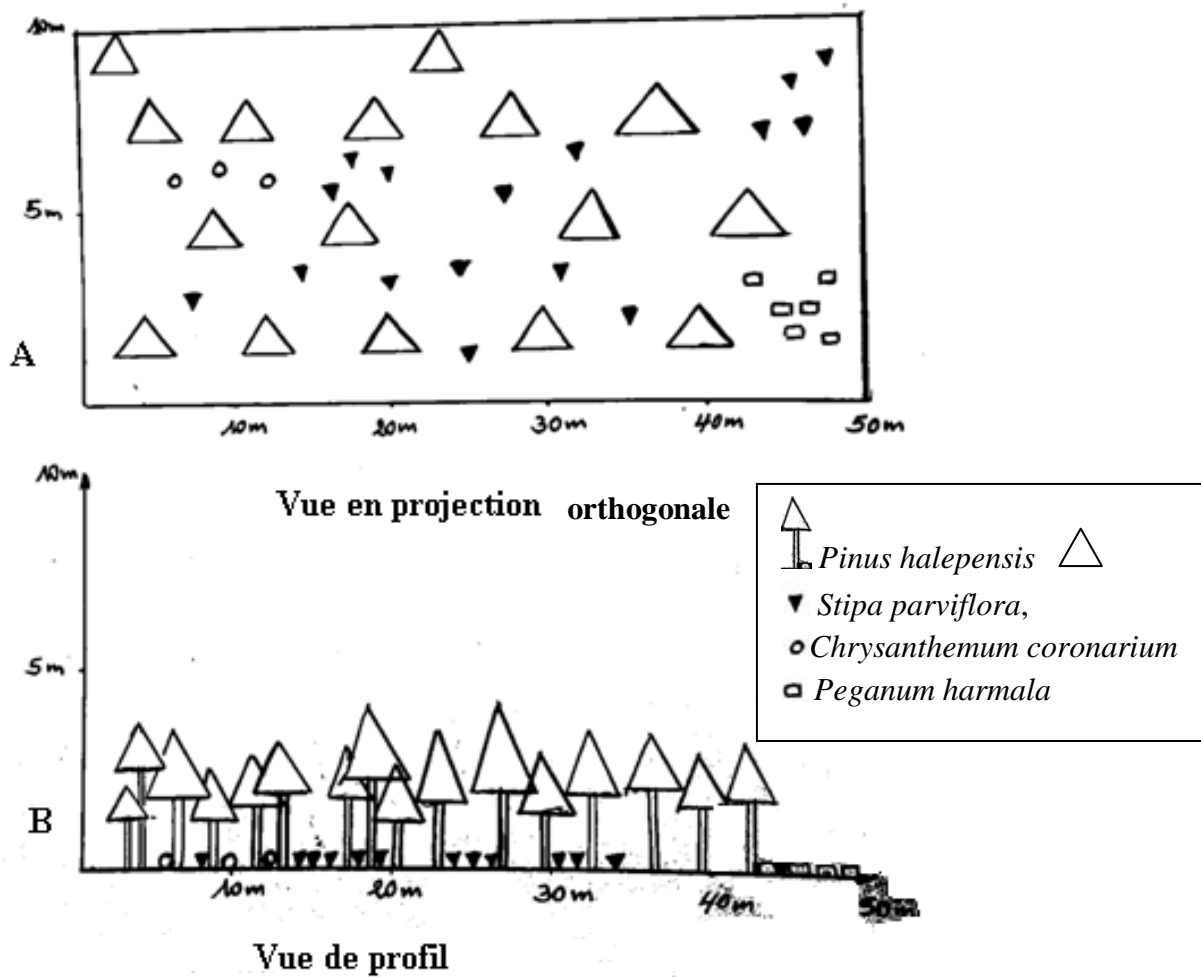 10m
5m
A
10m 20m 30m 40m 50m
10m
Vue en projection orthogonale
Pinus halepensis
Stipa parviflora,
Chrysanthemum coronarium
Peganum harmala
5m
B
10m 20m 30m 40m 50m
Vue de profil